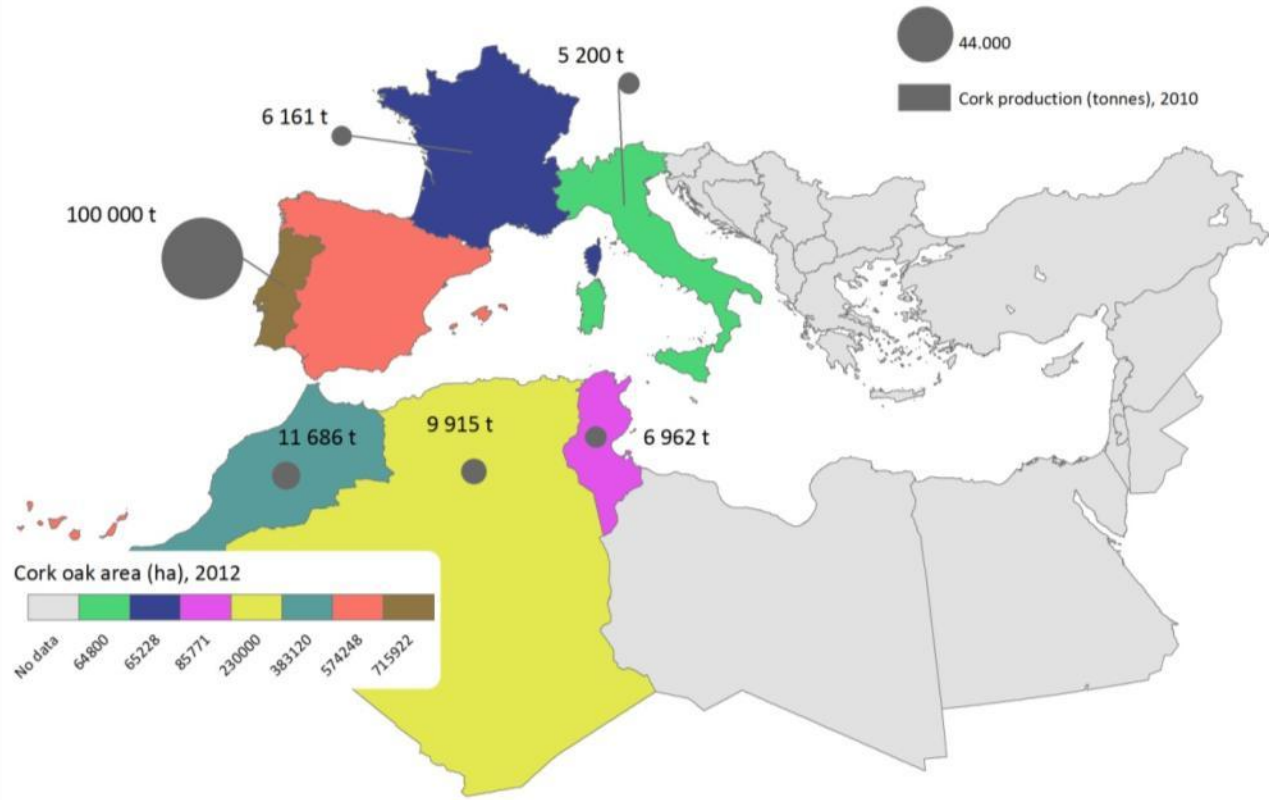 5 200 t
44.000
Cork production (tonnes), 2010
6 161 t
100 000 t
11 686 t
9 915 t
6 962 t
Cork oak area (ha), 2012
No data
64800
65228
85771
230000
383120
574248
715922